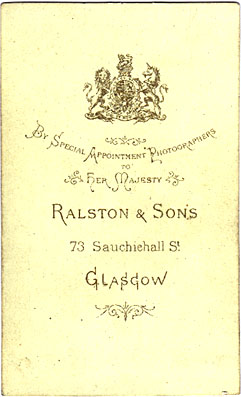 By Special Appointment Photographers
to
Her Majesty
Ralston & Sons
73 Sauchiehall St
Glasgow